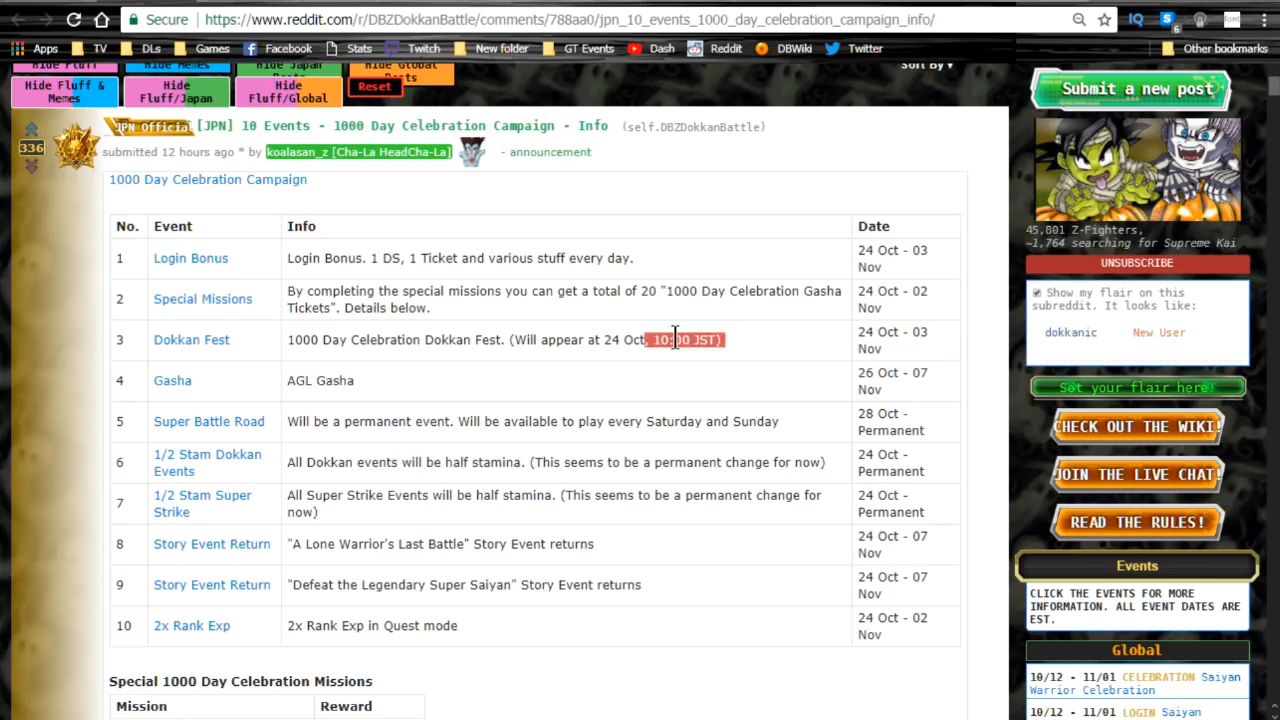 Secure https://www.reddit.com/r/DBZDokkanBattle/comments/788aa0/jpn_10_events_1000_day_celebration_campaign_info/
Apps TV DLs Games Facebook Stats Twitch New folder GT Events Dash Reddit DBWiki Twitter Other bookmarks
Hide Fluff Hide Memes Hide Japan Posts Hide Global Posts Sort By
Hide Fluff & Memes Hide Fluff/Japan Hide Fluff/Global Reset
336
JPN Official [JPN] 10 Events - 1000 Day Celebration Campaign - Info (self.DBZDokkanBattle)
submitted 12 hours ago * by koalasan_z [Cha-La HeadCha-La] - announcement
1000 Day Celebration Campaign
No. Event Info Date
1 Login Bonus Login Bonus. 1 DS, 1 Ticket and various stuff every day. 24 Oct - 03 Nov
2 Special Missions By completing the special missions you can get a total of 20 "1000 Day Celebration Gasha Tickets". Details below. 24 Oct - 02 Nov
3 Dokkan Fest 1000 Day Celebration Dokkan Fest. (Will appear at 24 Oct, 10:00 JST) 24 Oct - 03 Nov
4 Gasha AGL Gasha 26 Oct - 07 Nov
5 Super Battle Road Will be a permanent event. Will be available to play every Saturday and Sunday 28 Oct - Permanent
6 1/2 Stam Dokkan Events All Dokkan events will be half stamina. (This seems to be a permanent change for now) 24 Oct - Permanent
7 1/2 Stam Super Strike All Super Strike Events will be half stamina. (This seems to be a permanent change for now) 24 Oct - Permanent
8 Story Event Return "A Lone Warrior's Last Battle" Story Event returns 24 Oct - 07 Nov
9 Story Event Return "Defeat the Legendary Super Saiyan" Story Event returns 24 Oct - 07 Nov
10 2x Rank Exp 2x Rank Exp in Quest mode 24 Oct - 02 Nov
Special 1000 Day Celebration Missions
Mission Reward
Submit a new post
45,801 Z-Fighters,
~1,764 searching for Supreme Kai
UNSUBSCRIBE
Show my flair on this
subreddit. It looks like:
dokkanic New User
Set your flair here!
CHECK OUT THE WIKI!
JOIN THE LIVE CHAT!
READ THE RULES!
Events
CLICK THE EVENTS FOR MORE
INFORMATION. ALL EVENT DATES ARE
EST.
Global
10/12 - 11/01 CELEBRATION Saiyan
Warrior Celebration
10/12 - 11/01 LOGIN Saiyan